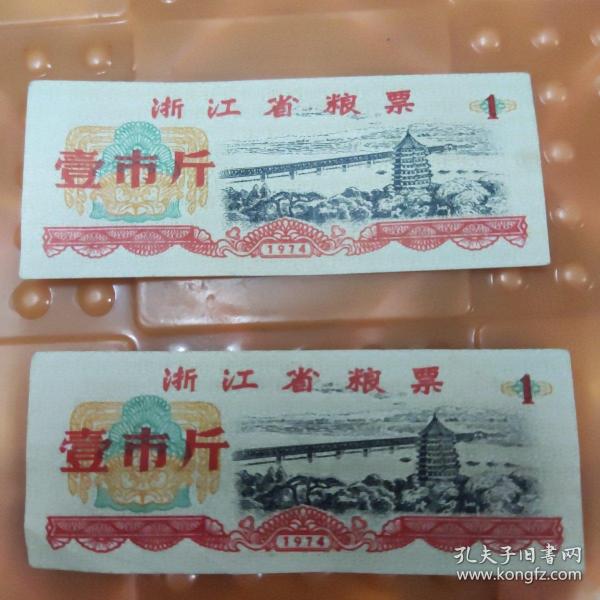 浙江省粮票
1
壹市斤
1974
浙江省粮票
1
壹市斤
1974
孔夫子旧书网
www.kongfz.com